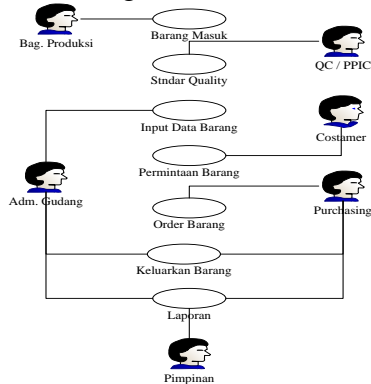 Barang Masuk
Bag. Produksi
QC / PPIC
Stndar Quality
Input Data Barang
Costamer
Permintaan Barang
Adm. Gudang
Purchasing
Order Barang
Keluarkan Barang
Laporan
Pimpinan